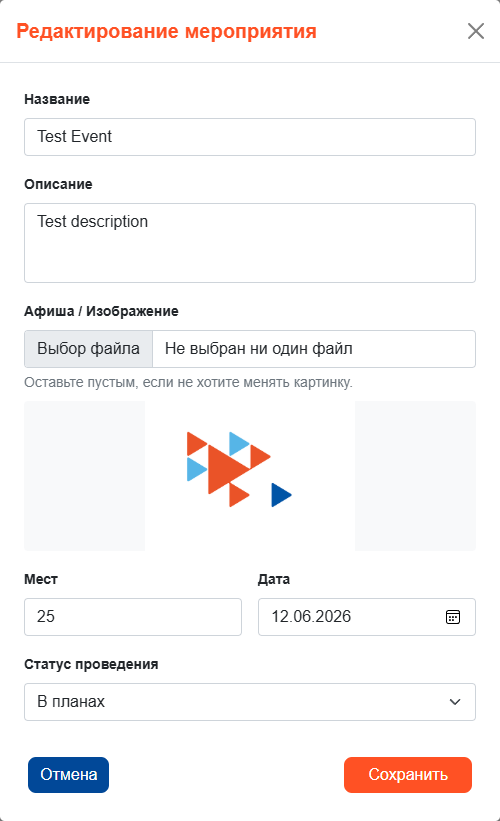 Редактирование мероприятия
Название
Test Event
Описание
Test description
Афиша / Изображение
Выбор файла Не выбран ни один файл
Оставьте пустым, если не хотите менять картинку.
Мест Дата
25 12.06.2026
Статус проведения
В планах
Отмена Сохранить